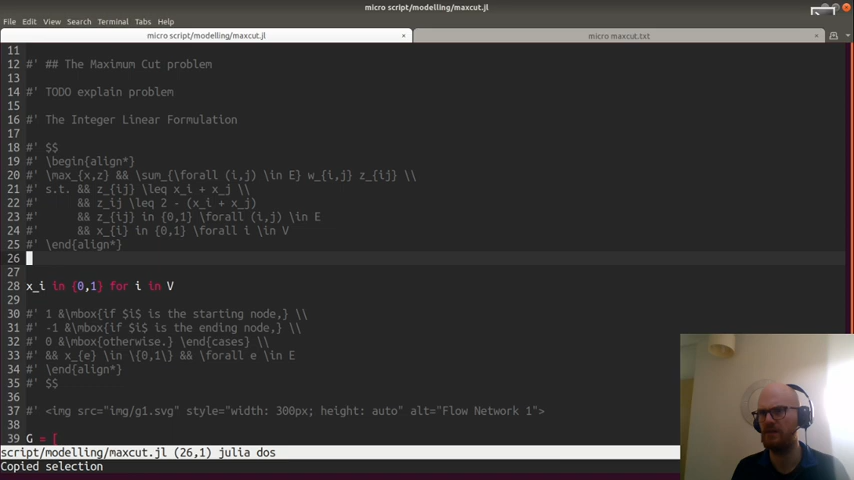 micro script/modelling/maxcut.jl
File Edit View Search Terminal Tabs Help
micro script/modelling/maxcut.jl × micro maxcut.txt ×
11
12 #' ## The Maximum Cut problem
13
14 #' TODO explain problem
15
16 #' The Integer Linear Formulation
17
18 #' $$
19 #' \begin{align*}
20 #' \max_{x,z} && \sum_{\forall (i,j) \in E} w_{i,j} z_{ij} \\
21 #' s.t. && z_{ij} \leq x_i + x_j \\
22 #' && z_ij \leq 2 - (x_i + x_j)
23 #' && z_{ij} in {0,1} \forall (i,j) \in E
24 #' && x_{i} in {0,1} \forall i \in V
25 #' \end{align*}
26
27
28 x_i in {0,1} for i in V
29
30 #' 1 &\mbox{if $i$ is the starting node,} \\
31 #' -1 &\mbox{if $i$ is the ending node,} \\
32 #' 0 &\mbox{otherwise.} \end{cases} \\
33 #' && x_{e} \in \{0,1\} && \forall e \in E
34 #' \end{align*}
35 #' $$
36
37 #' <img src="img/g1.svg" style="width: 300px; height: auto" alt="Flow Network 1">
38
39 G = [
script/modelling/maxcut.jl (26,1) julia dos
Copied selection